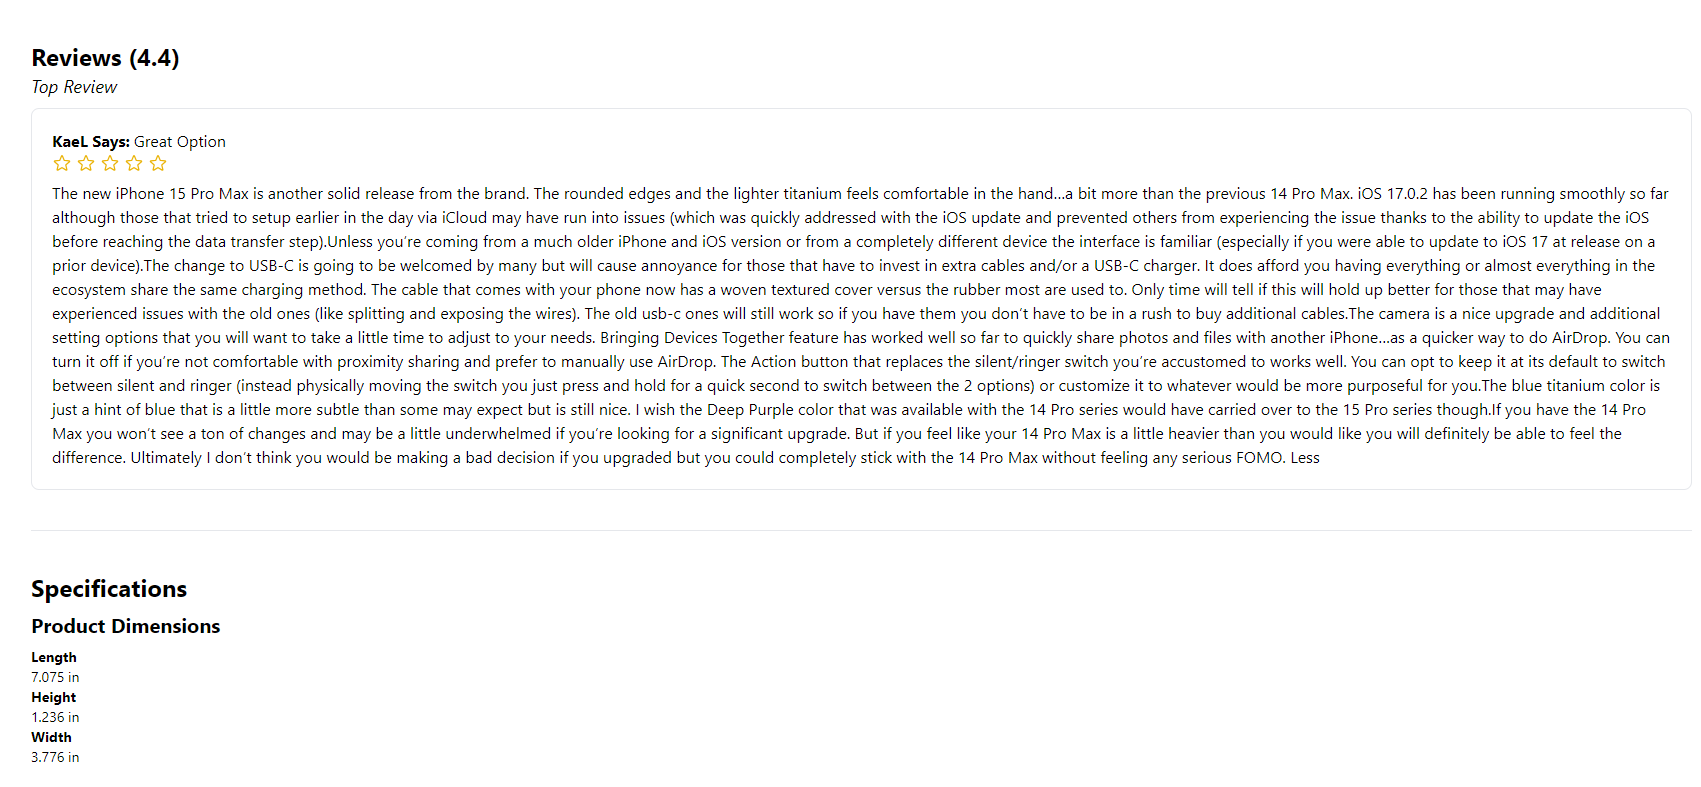 Reviews (4.4)
Top Review
KaeL Says: Great Option
The new iPhone 15 Pro Max is another solid release from the brand. The rounded edges and the lighter titanium feels comfortable in the hand...a bit more than the previous 14 Pro Max. iOS 17.0.2 has been running smoothly so far
although those that tried to setup earlier in the day via iCloud may have run into issues (which was quickly addressed with the iOS update and prevented others from experiencing the issue thanks to the ability to update the iOS
before reaching the data transfer step).Unless you're coming from a much older iPhone and iOS version or from a completely different device the interface is familiar (especially if you were able to update to iOS 17 at release on a
prior device).The change to USB-C is going to be welcomed by many but will cause annoyance for those that have to invest in extra cables and/or a USB-C charger. It does afford you having everything or almost everything in the
ecosystem share the same charging method. The cable that comes with your phone now has a woven textured cover versus the rubber most are used to. Only time will tell if this will hold up better for those that may have
experienced issues with the old ones (like splitting and exposing the wires). The old usb-c ones will still work so if you have them you don't have to be in a rush to buy additional cables.The camera is a nice upgrade and additional
setting options that you will want to take a little time to adjust to your needs. Bringing Devices Together feature has worked well so far to quickly share photos and files with another iPhone...as a quicker way to do AirDrop. You can
turn it off if you're not comfortable with proximity sharing and prefer to manually use AirDrop. The Action button that replaces the silent/ringer switch you're accustomed to works well. You can opt to keep it at its default to switch
between silent and ringer (instead physically moving the switch you just press and hold for a quick second to switch between the 2 options) or customize it to whatever would be more purposeful for you.The blue titanium color is
just a hint of blue that is a little more subtle than some may expect but is still nice. I wish the Deep Purple color that was available with the 14 Pro series would have carried over to the 15 Pro series though.If you have the 14 Pro
Max you won't see a ton of changes and may be a little underwhelmed if you're looking for a significant upgrade. But if you feel like your 14 Pro Max is a little heavier than you would like you will definitely be able to feel the
difference. Ultimately I don't think you would be making a bad decision if you upgraded but you could completely stick with the 14 Pro Max without feeling any serious FOMO. Less
Specifications
Product Dimensions
Length
7.075 in
Height
1.236 in
Width
3.776 in